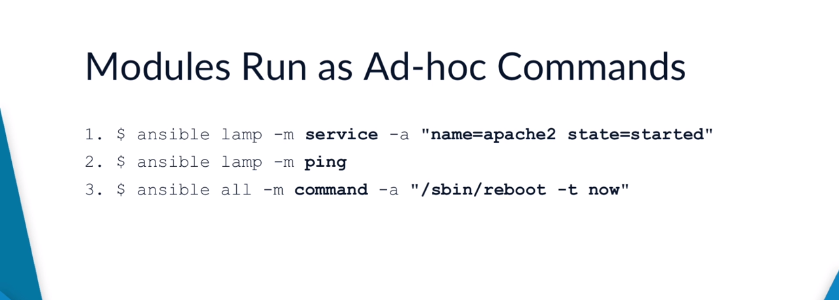 Modules Run as Ad-hoc Commands
1. $ ansible lamp -m service -a "name=apache2 state=started"
2. $ ansible lamp -m ping
3. $ ansible all -m command -a "/sbin/reboot -t now"